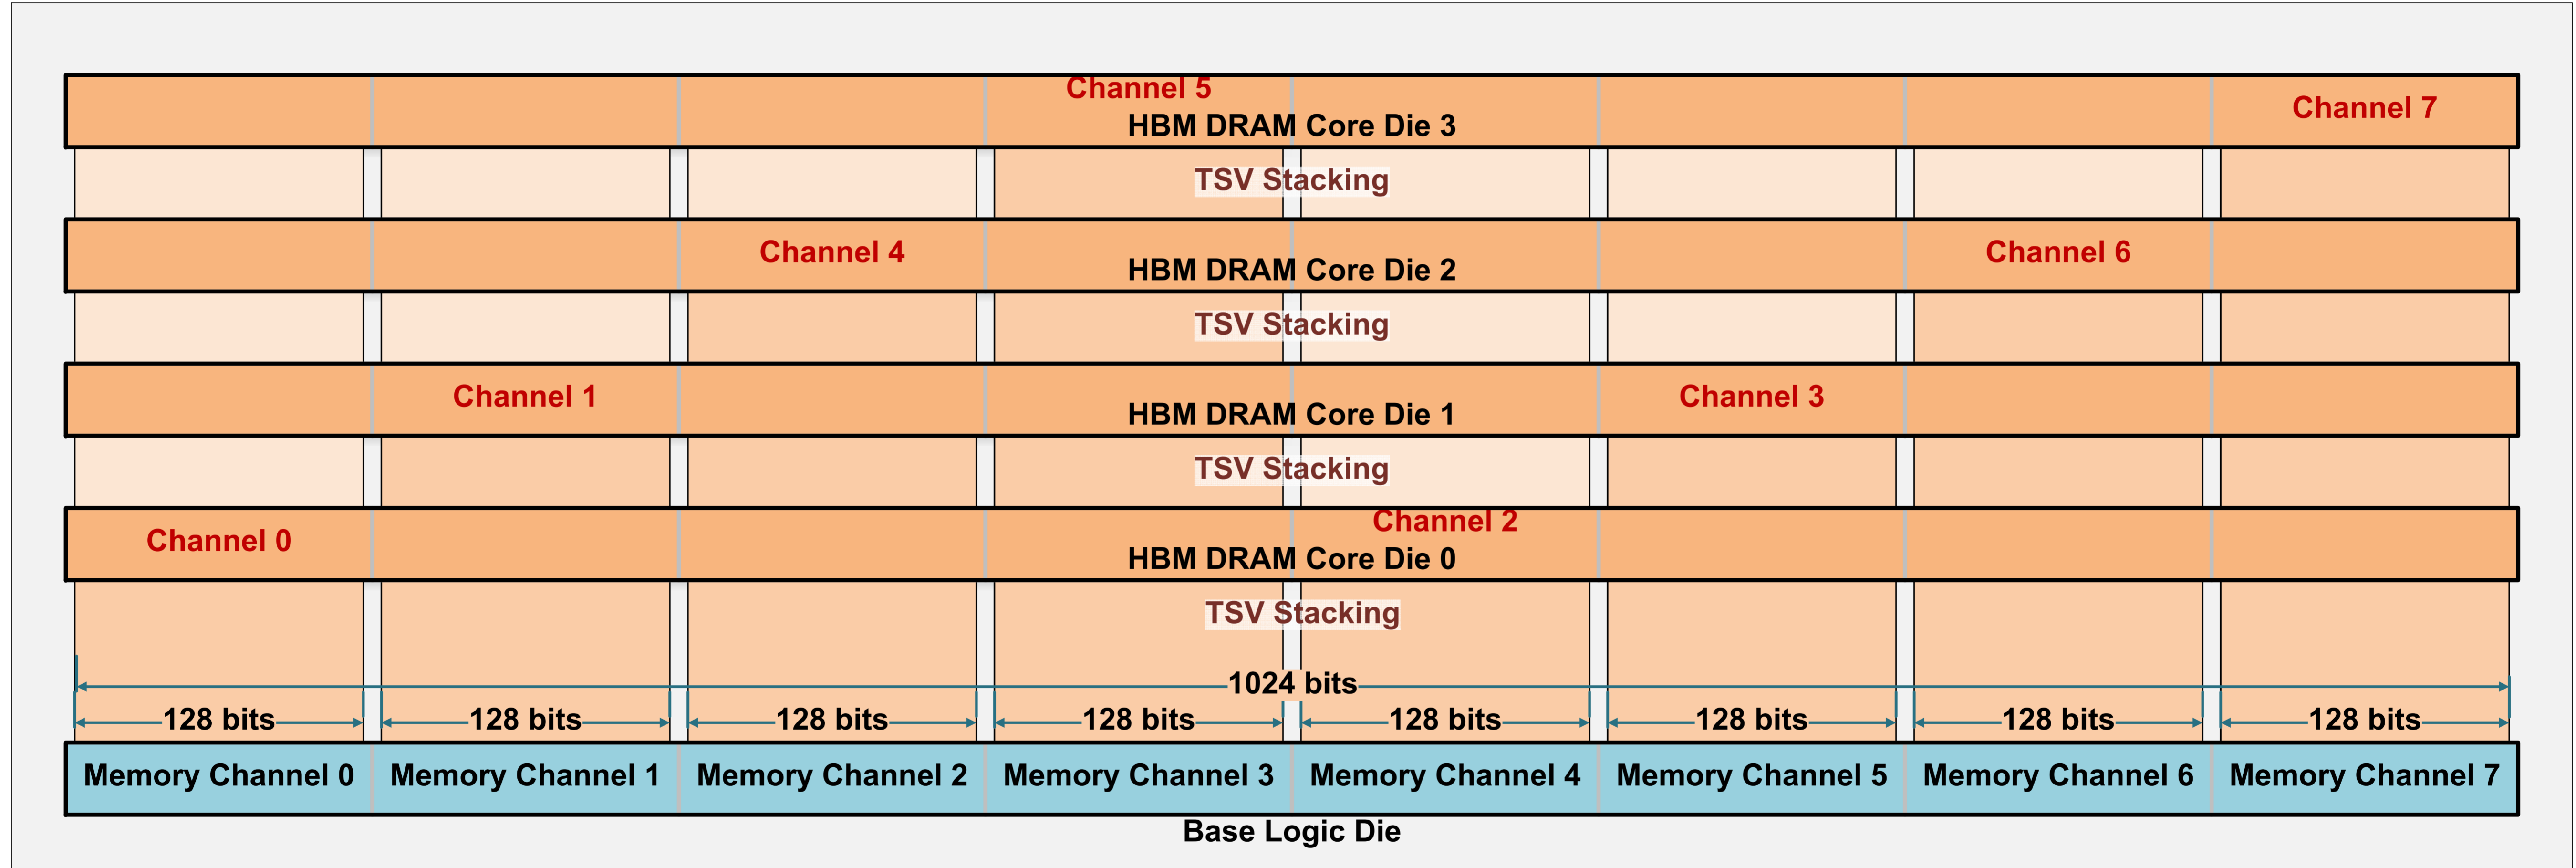 Channel 5
Channel 7
HBM DRAM Core Die 3
TSV Stacking
Channel 4
Channel 6
HBM DRAM Core Die 2
TSV Stacking
Channel 1
Channel 3
HBM DRAM Core Die 1
TSV Stacking
Channel 2
Channel 0
HBM DRAM Core Die 0
TSV Stacking
1024 bits
128 bits 128 bits 128 bits 128 bits 128 bits 128 bits 128 bits 128 bits
Memory Channel 0 Memory Channel 1 Memory Channel 2 Memory Channel 3 Memory Channel 4 Memory Channel 5 Memory Channel 6 Memory Channel 7
Base Logic Die